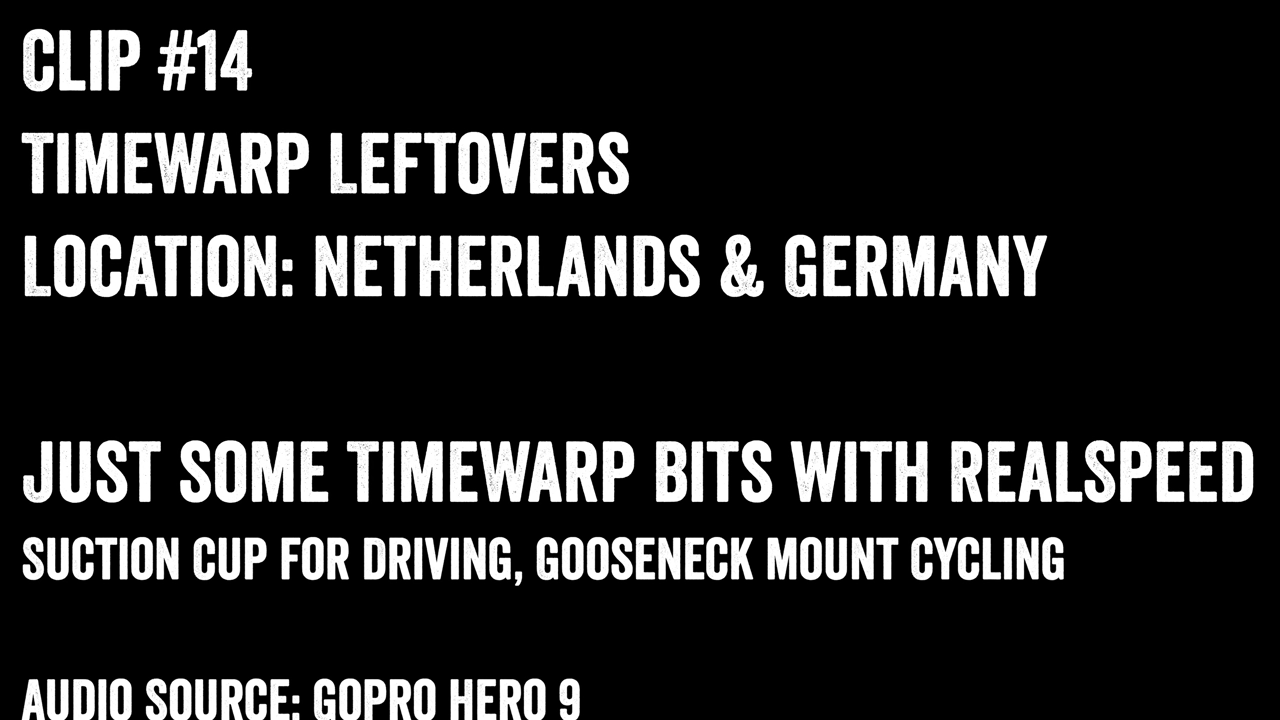 CLIP #14
TIMEWARP LEFTOVERS
LOCATION: NETHERLANDS & GERMANY
JUST SOME TIMEWARP BITS WITH REALSPEED
SUCTION CUP FOR DRIVING, GOOSENECK MOUNT CYCLING
AUDIO SOURCE: GOPRO HERO 9